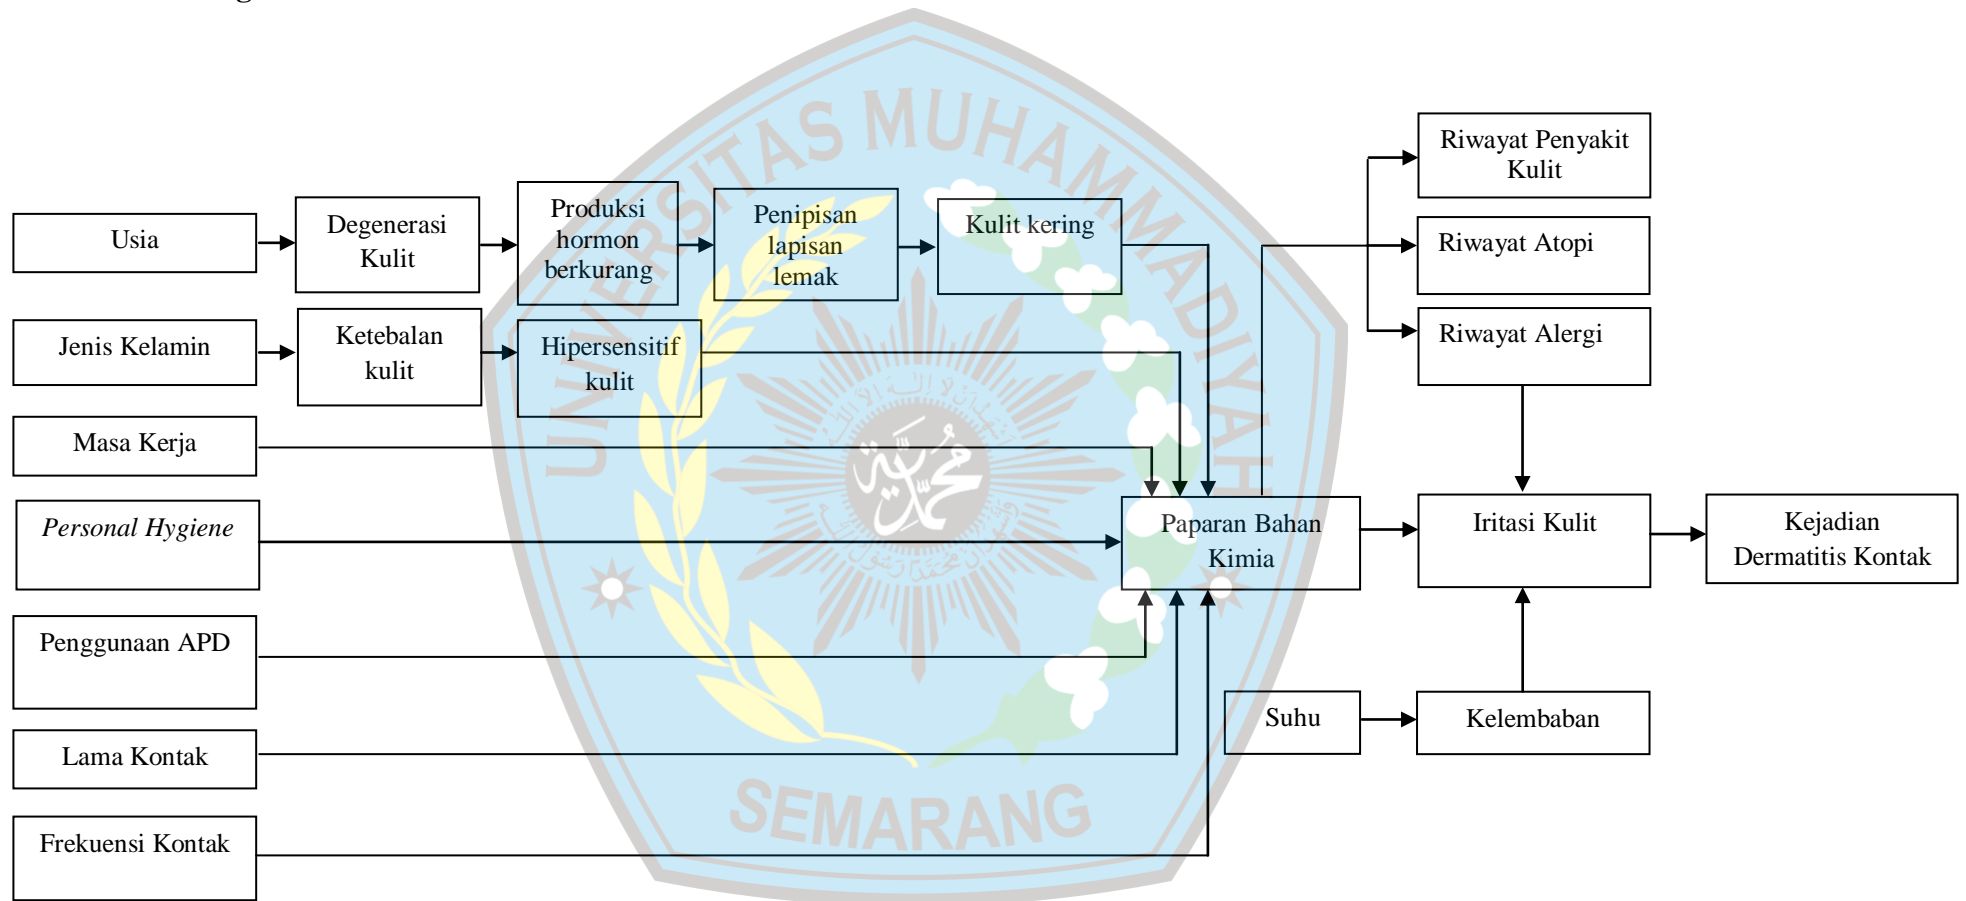 Riwayat Penyakit
Kulit
Usia
Degenerasi
Kulit
Produksi
hormon
berkurang
Penipisan
lapisan
lemak
Kulit kering
Riwayat Atopi
Jenis Kelamin
Ketebalan
kulit
Hipersensitif
kulit
Riwayat Alergi
Masa Kerja
Personal Hygiene
Paparan Bahan
Kimia
Iritasi Kulit
Kejadian
Dermatitis Kontak
Penggunaan APD
Suhu
Kelembaban
Lama Kontak
Frekuensi Kontak
UNIVERSITAS MUHAMMADIYAH
SEMARANG